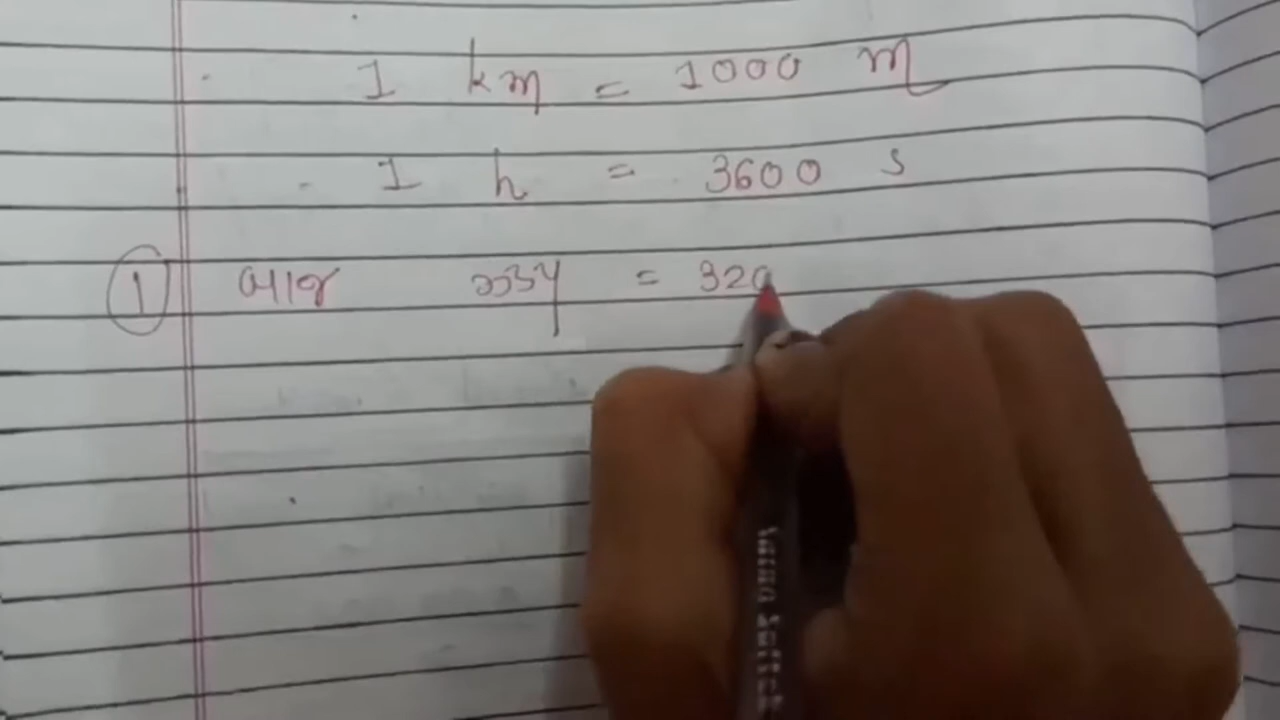 1 km = 1000 m
1 h = 3600 s
① બાજ ઝડપ = 320